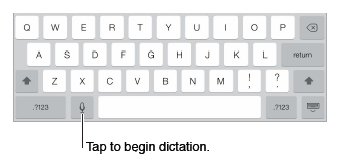 Q W E R T Y U I O P
A S D F G H J K L return
Z X C V B N M ! , ? .
.?123 .?123
Tap to begin dictation.